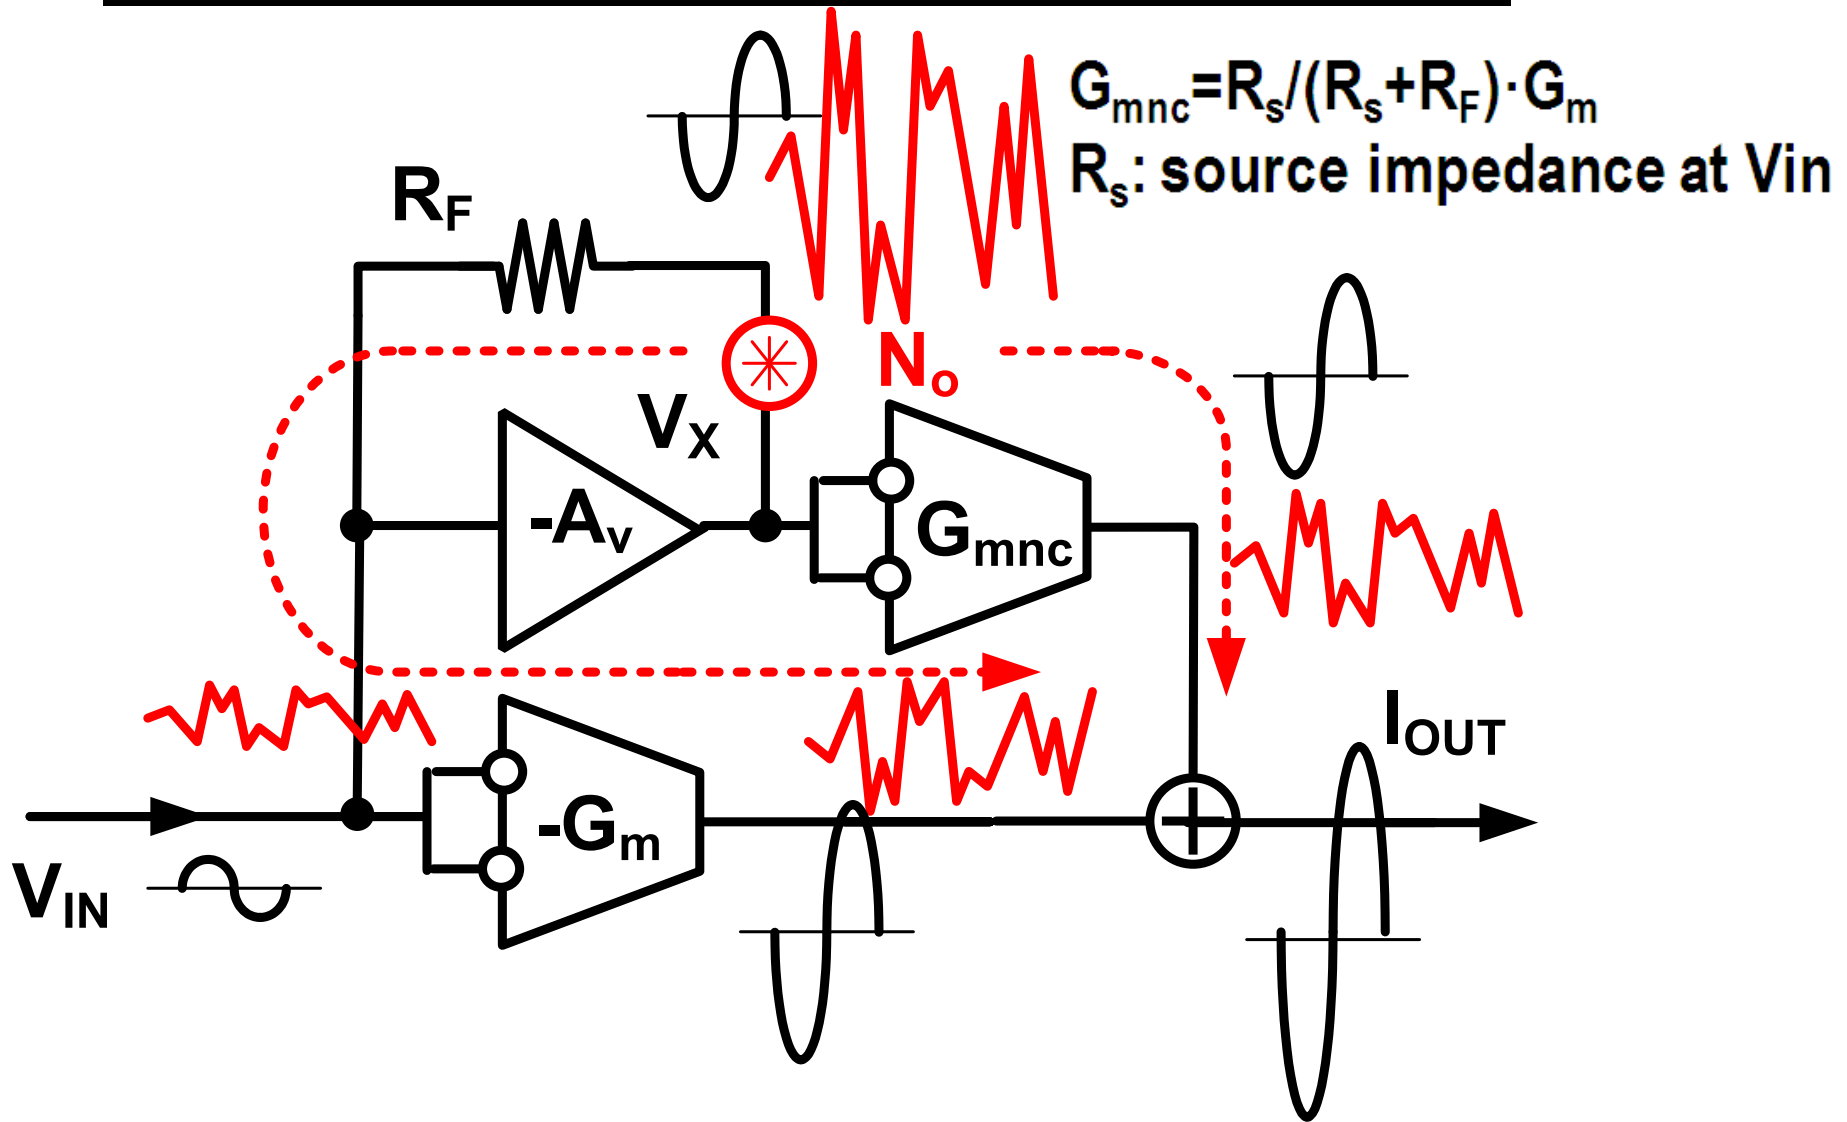 Gmnc=Rs/(Rs+RF)·Gm
Rs: source impedance at Vin
RF
No
VX
-Av
Gmnc
IOUT
-Gm
VIN